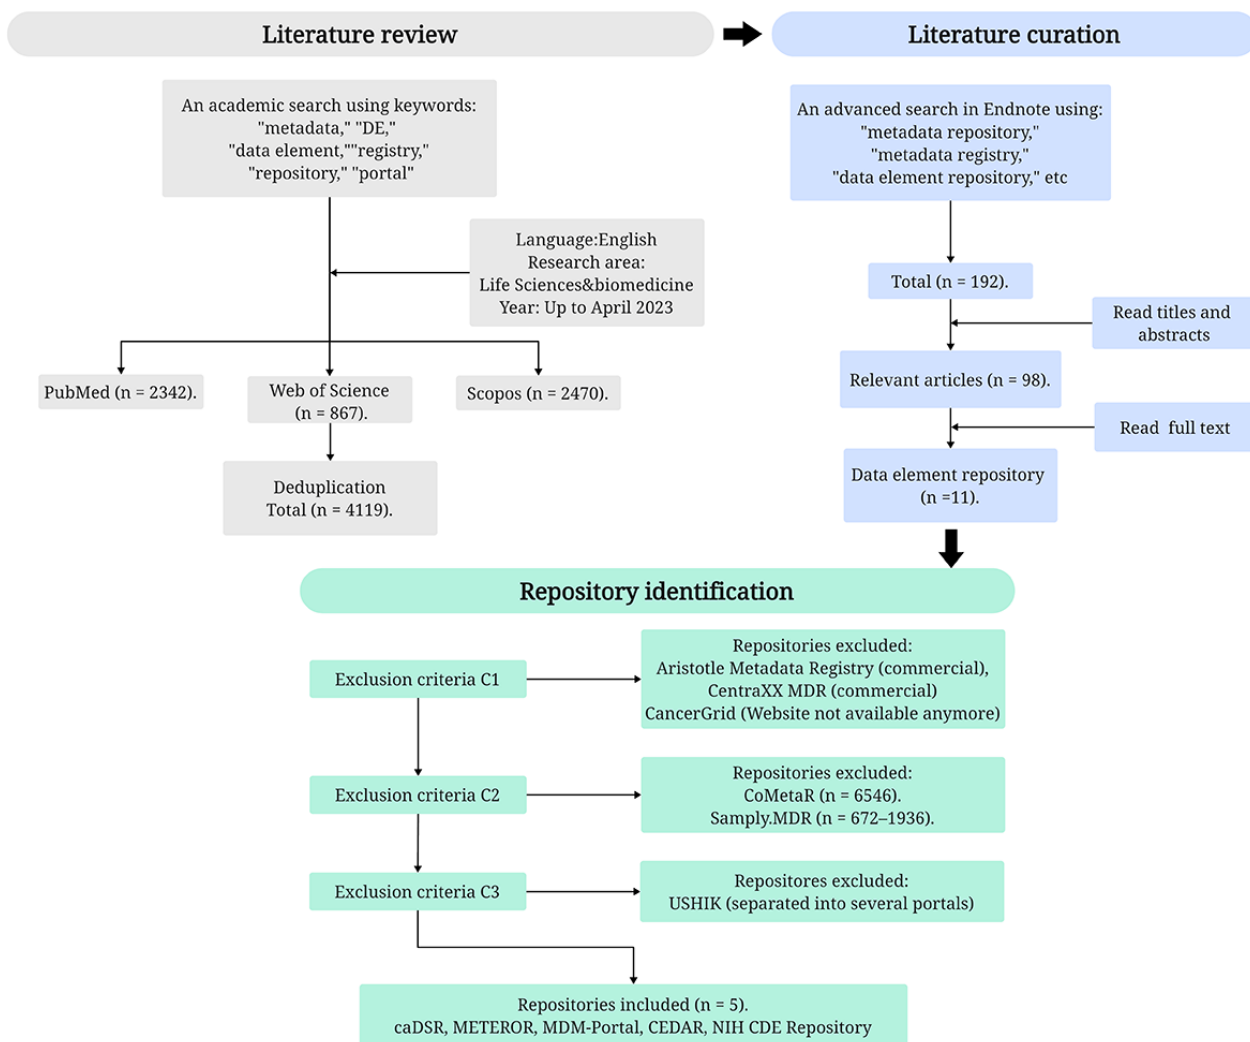 Literature review
An academic search using keywords:
"metadata," "DE,"
"data element,""registry,"
"repository," "portal"
Language:English
Research area:
Life Sciences&biomedicine
Year: Up to April 2023
PubMed (n = 2342).
Web of Science
(n = 867).
Scopos (n = 2470).
Deduplication
Total (n = 4119).
Literature curation
An advanced search in Endnote using:
"metadata repository,"
"metadata registry,"
"data element repository," etc
Total (n = 192).
Read titles and
abstracts
Relevant articles (n = 98).
Read full text
Data element repository
(n =11).
Repository identification
Exclusion criteria C1
Repositories excluded:
Aristotle Metadata Registry (commercial),
CentraXX MDR (commercial)
CancerGrid (Website not available anymore)
Exclusion criteria C2
Repositories excluded:
CoMetaR (n = 6546).
Samply.MDR (n = 672–1936).
Exclusion criteria C3
Repositores excluded:
USHIK (separated into several portals)
Repositories included (n = 5).
caDSR, METEROR, MDM-Portal, CEDAR, NIH CDE Repository